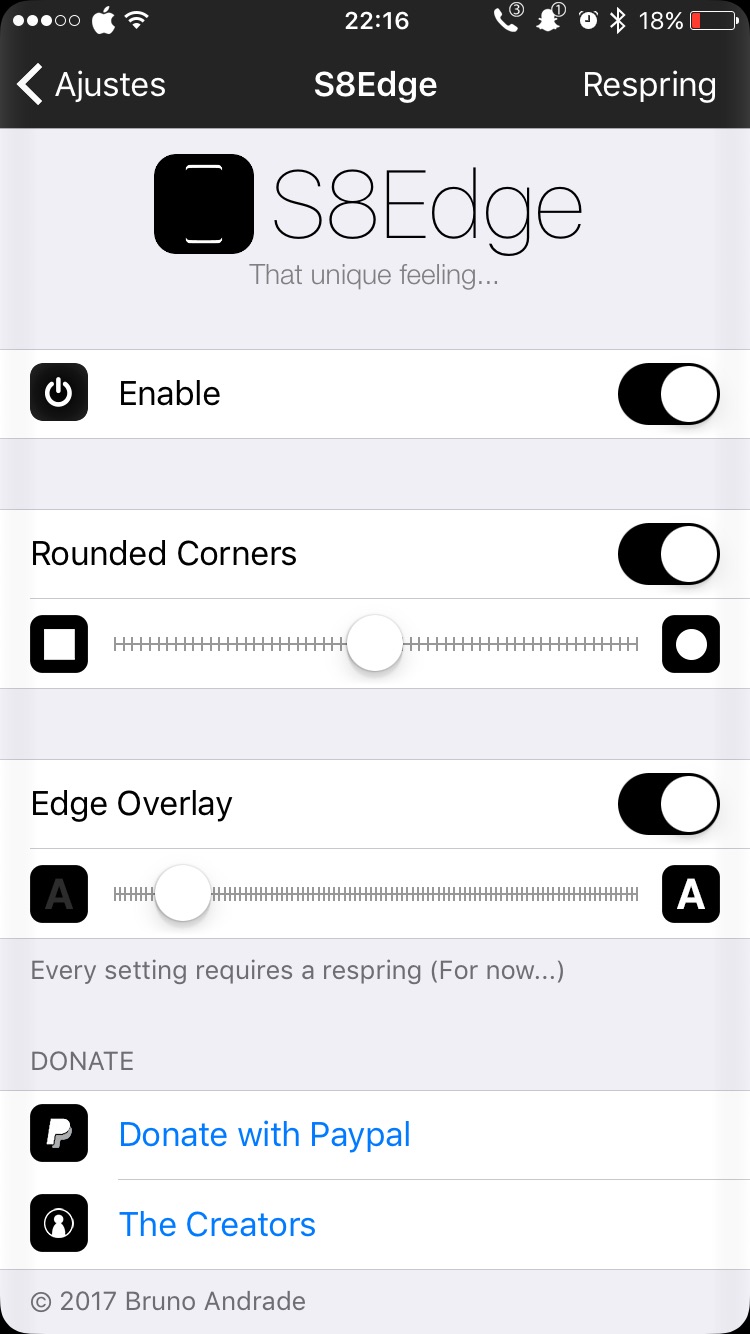 22:16
3
1
18%
Ajustes
S8Edge
Respring
S8Edge
That unique feeling...
Enable
Rounded Corners
Edge Overlay
A
A
Every setting requires a respring (For now...)
DONATE
Donate with Paypal
The Creators
© 2017 Bruno Andrade